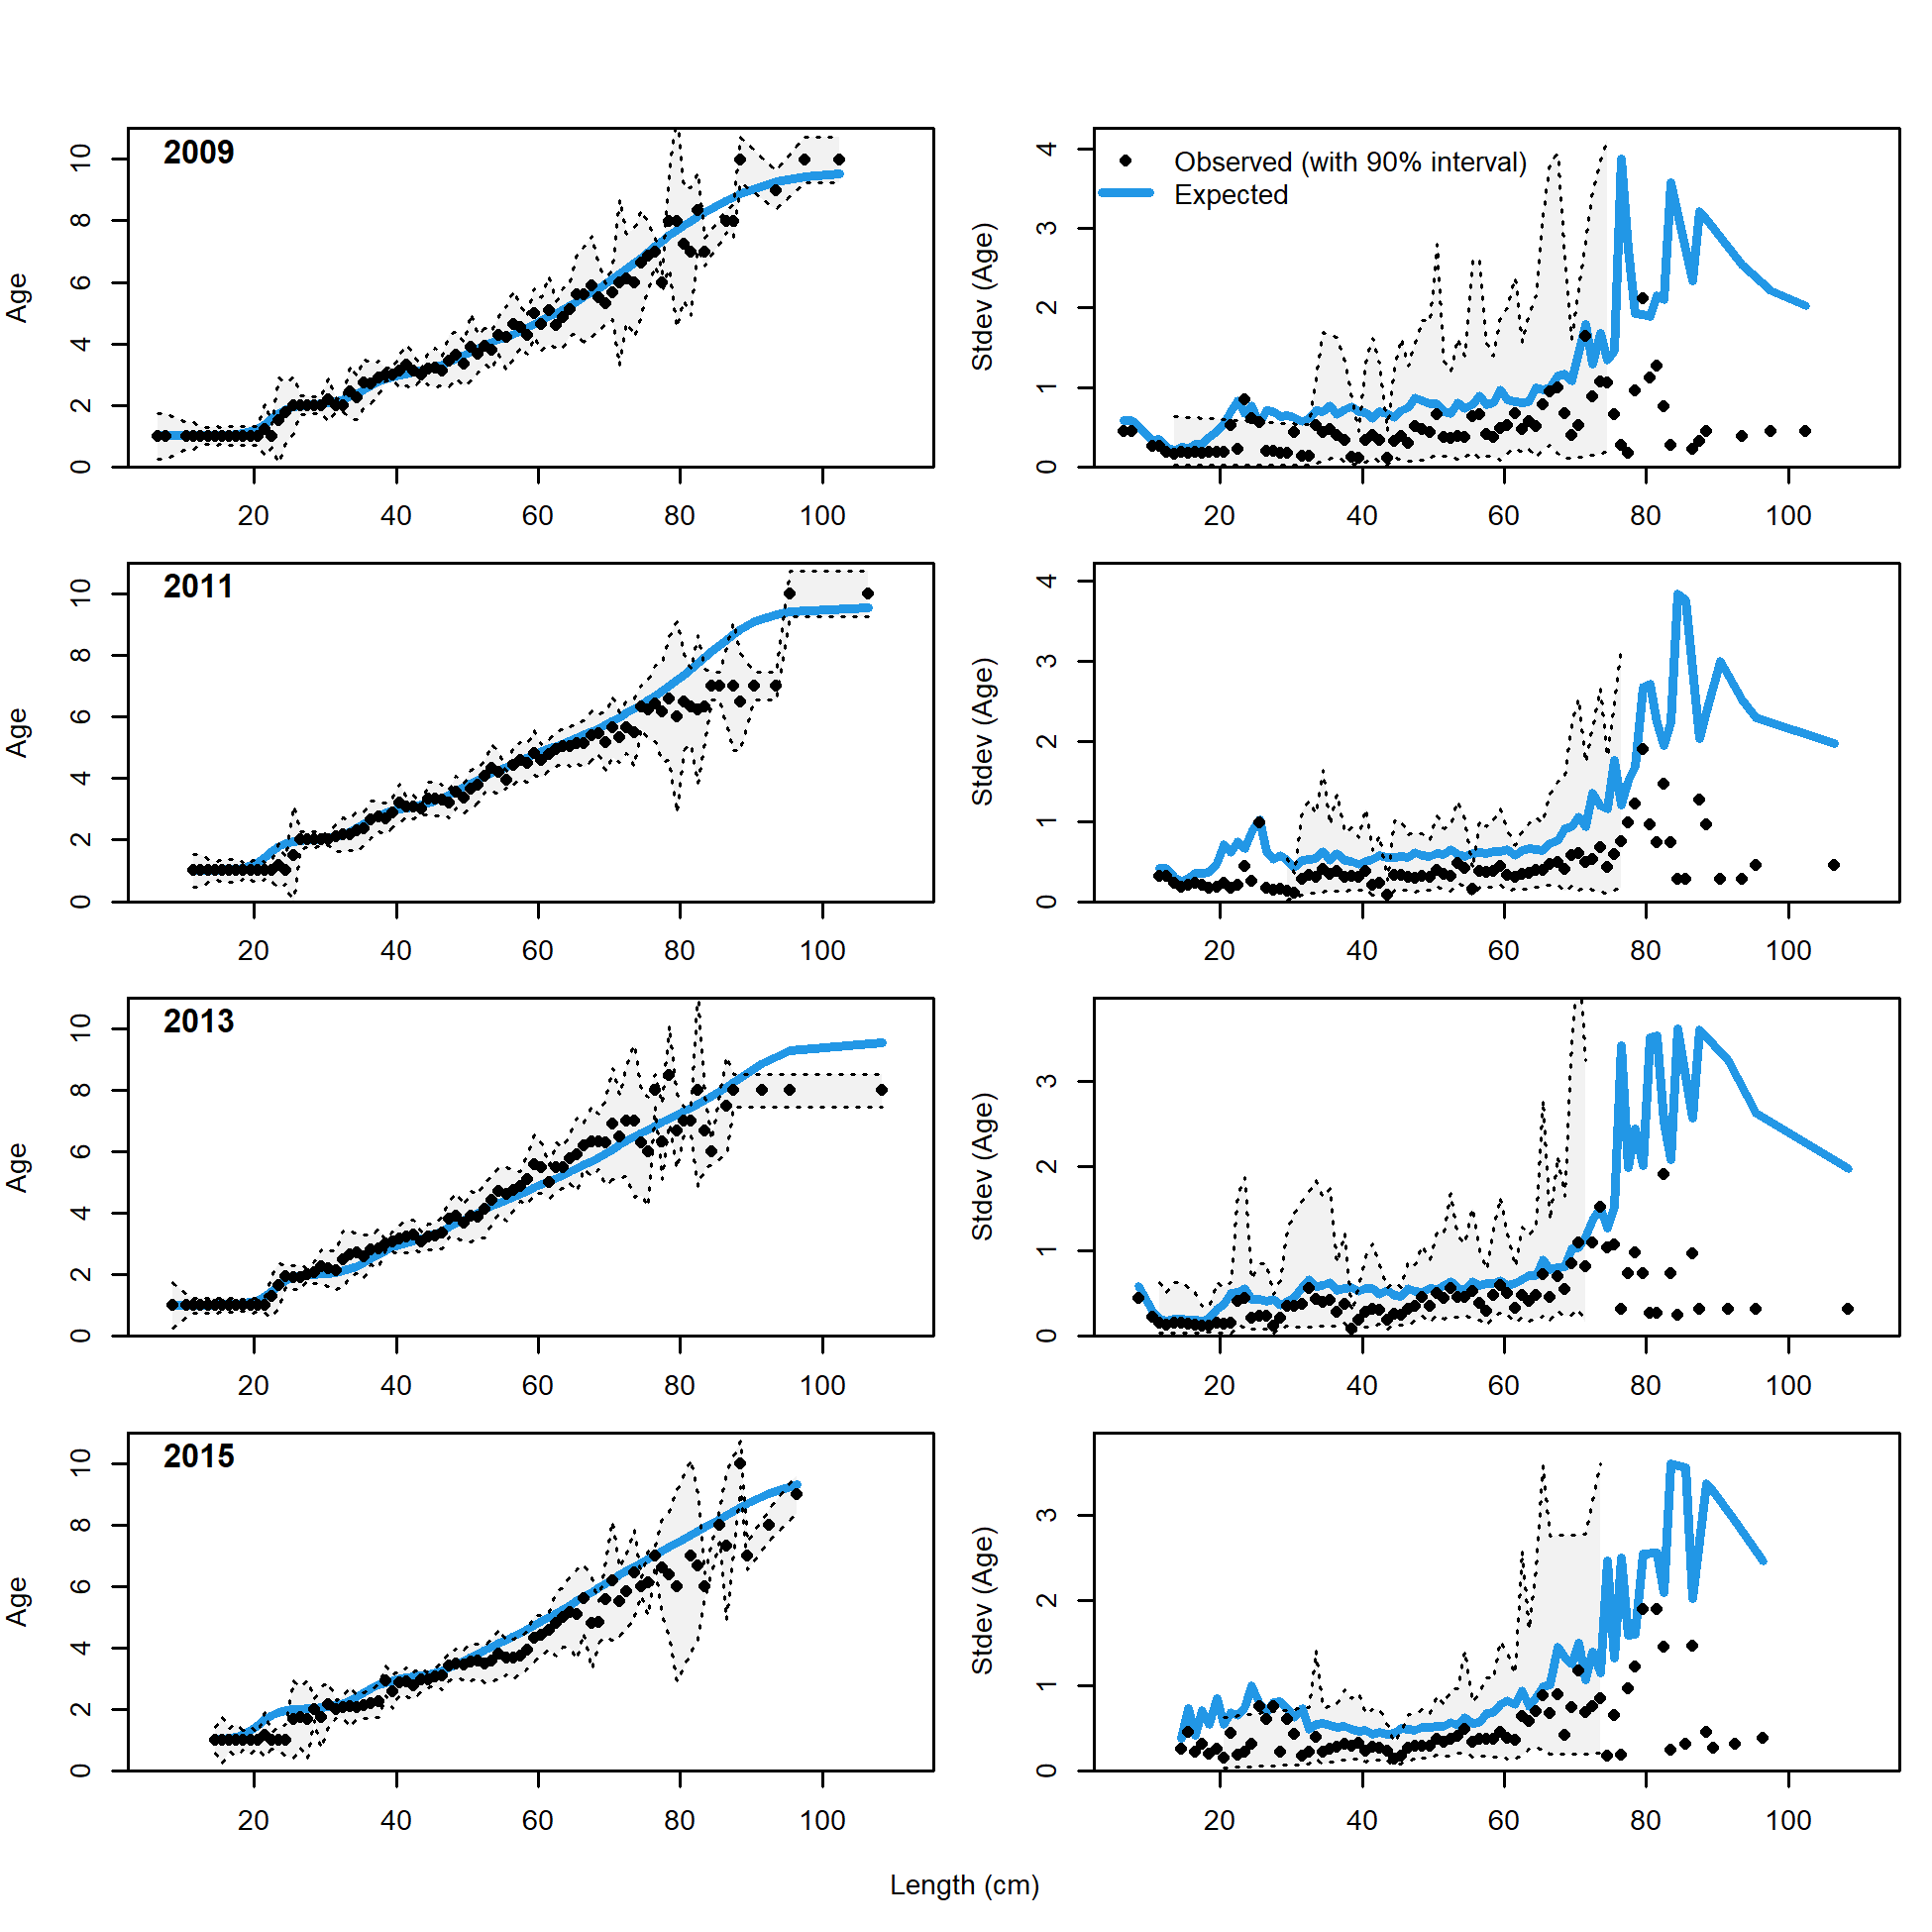 2009
Age
0 2 4 6 8 10
20 40 60 80 100
Observed (with 90% interval)
Expected
Stdev (Age)
0 1 2 3 4
20 40 60 80 100
2011
Age
0 2 4 6 8 10
20 40 60 80 100
Stdev (Age)
0 1 2 3 4
20 40 60 80 100
2013
Age
0 2 4 6 8 10
20 40 60 80 100
Stdev (Age)
0 1 2 3
20 40 60 80 100
2015
Age
0 2 4 6 8 10
20 40 60 80 100
Stdev (Age)
0 1 2 3
20 40 60 80 100
Length (cm)